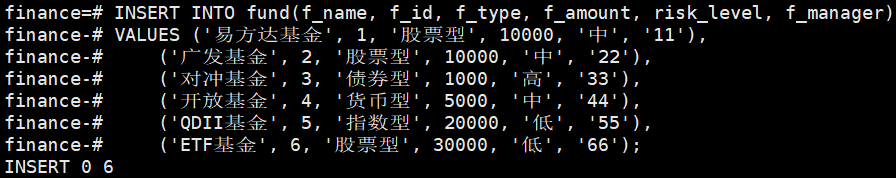 finance=# INSERT INTO fund(f_name, f_id, f_type, f_amount, risk_level, f_manager)
finance-# VALUES ('易方达基金', 1, '股票型', 10000, '中', '11'),
finance-#     ('广发基金', 2, '股票型', 10000, '中', '22'),
finance-#     ('对冲基金', 3, '债券型', 1000, '高', '33'),
finance-#     ('开放基金', 4, '货币型', 5000, '中', '44'),
finance-#     ('QDII基金', 5, '指数型', 20000, '低', '55'),
finance-#     ('ETF基金', 6, '股票型', 30000, '低', '66');
INSERT 0 6